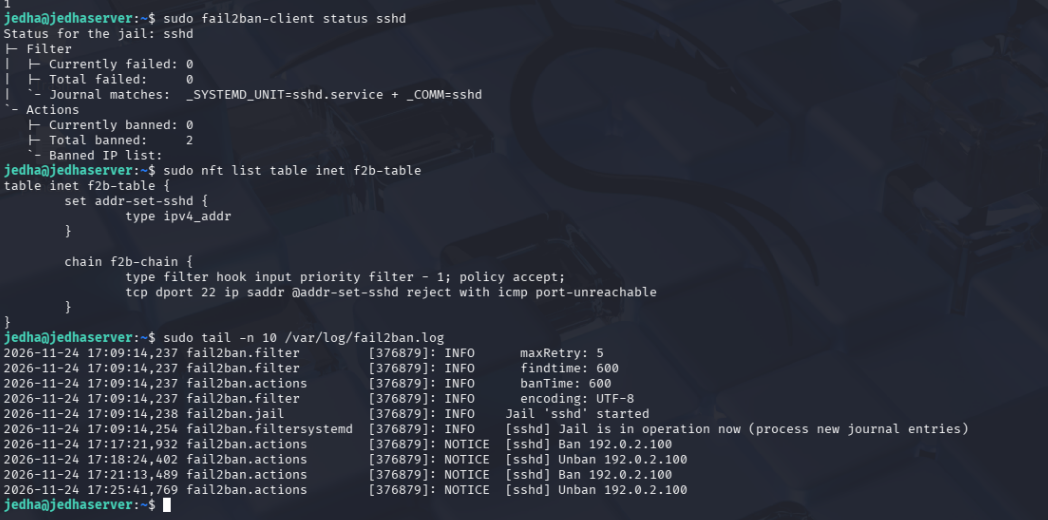 1
jedha@jedhaserver:~$ sudo fail2ban-client status sshd
Status for the jail: sshd
├─ Filter
│  ├─ Currently failed: 0
│  ├─ Total failed:     0
│  `- Journal matches:  _SYSTEMD_UNIT=sshd.service + _COMM=sshd
`- Actions
   ├─ Currently banned: 0
   ├─ Total banned:     2
   `- Banned IP list:
jedha@jedhaserver:~$ sudo nft list table inet f2b-table
table inet f2b-table {
        set addr-set-sshd {
                type ipv4_addr
        }

        chain f2b-chain {
                type filter hook input priority filter - 1; policy accept;
                tcp dport 22 ip saddr @addr-set-sshd reject with icmp port-unreachable
        }
}
jedha@jedhaserver:~$ sudo tail -n 10 /var/log/fail2ban.log
2026-11-24 17:09:14,237 fail2ban.filter         [376879]: INFO      maxRetry: 5
2026-11-24 17:09:14,237 fail2ban.filter         [376879]: INFO      findtime: 600
2026-11-24 17:09:14,237 fail2ban.actions        [376879]: INFO      banTime: 600
2026-11-24 17:09:14,237 fail2ban.filter         [376879]: INFO      encoding: UTF-8
2026-11-24 17:09:14,238 fail2ban.jail           [376879]: INFO    Jail 'sshd' started
2026-11-24 17:09:14,254 fail2ban.filtersystemd  [376879]: INFO    [sshd] Jail is in operation now (process new journal entries)
2026-11-24 17:17:21,932 fail2ban.actions        [376879]: NOTICE  [sshd] Ban 192.0.2.100
2026-11-24 17:18:24,402 fail2ban.actions        [376879]: NOTICE  [sshd] Unban 192.0.2.100
2026-11-24 17:21:13,489 fail2ban.actions        [376879]: NOTICE  [sshd] Ban 192.0.2.100
2026-11-24 17:25:41,769 fail2ban.actions        [376879]: NOTICE  [sshd] Unban 192.0.2.100
jedha@jedhaserver:~$